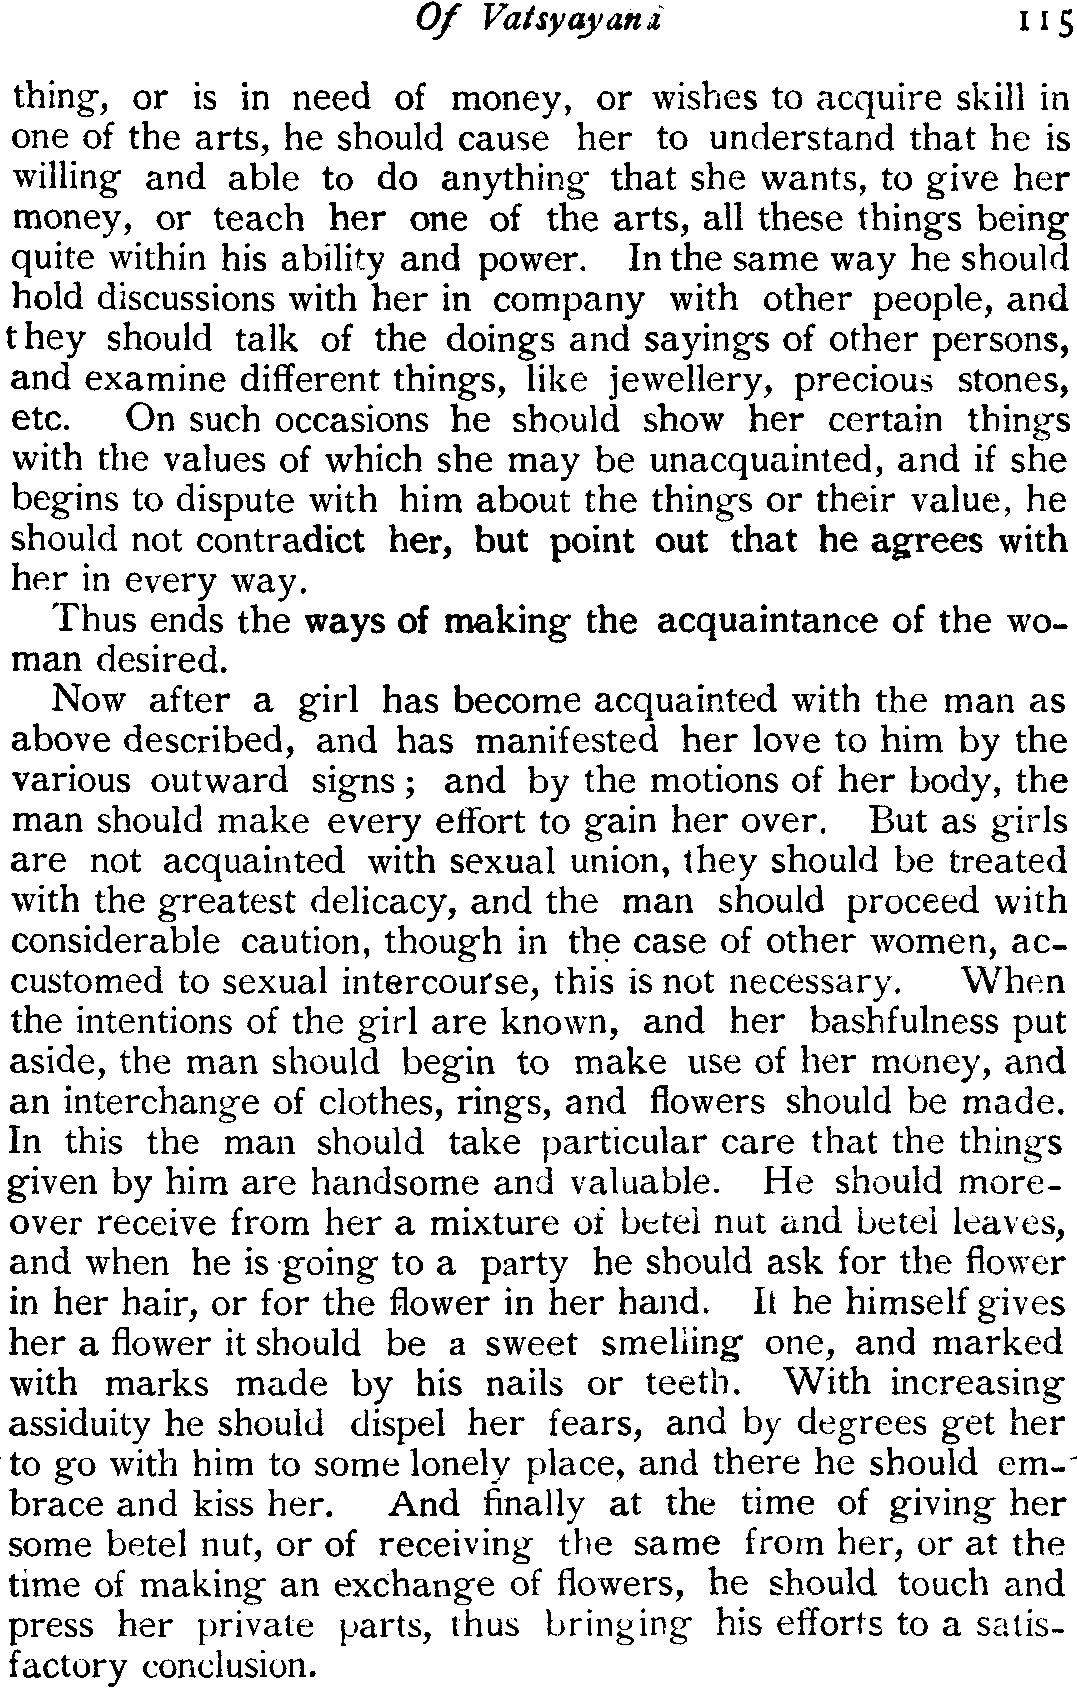 Of Vatsyayana 115
thing, or is in need of money, or wishes to acquire skill in
one of the arts, he should cause her to understand that he is
willing and able to do anything that she wants, to give her
money, or teach her one of the arts, all these things being
quite within his ability and power. In the same way he should
hold discussions with her in company with other people, and
they should talk of the doings and sayings of other persons,
and examine different things, like jewellery, precious stones,
etc. On such occasions he should show her certain things
with the values of which she may be unacquainted, and if she
begins to dispute with him about the things or their value, he
should not contradict her, but point out that he agrees with
her in every way.
Thus ends the ways of making the acquaintance of the wo-
man desired.
Now after a girl has become acquainted with the man as
above described, and has manifested her love to him by the
various outward signs ; and by the motions of her body, the
man should make every effort to gain her over. But as girls
are not acquainted with sexual union, they should be treated
with the greatest delicacy, and the man should proceed with
considerable caution, though in the case of other women, ac-
customed to sexual intercourse, this is not necessary. When
the intentions of the girl are known, and her bashfulness put
aside, the man should begin to make use of her money, and
an interchange of clothes, rings, and flowers should be made.
In this the man should take particular care that the things
given by him are handsome and valuable. He should more-
over receive from her a mixture of betel nut and betel leaves,
and when he is going to a party he should ask for the flower
in her hair, or for the flower in her hand. If he himself gives
her a flower it should be a sweet smelling one, and marked
with marks made by his nails or teeth. With increasing
assiduity he should dispel her fears, and by degrees get her
to go with him to some lonely place, and there he should em-
brace and kiss her. And finally at the time of giving her
some betel nut, or of receiving the same from her, or at the
time of making an exchange of flowers, he should touch and
press her private parts, thus bringing his efforts to a satis-
factory conclusion.